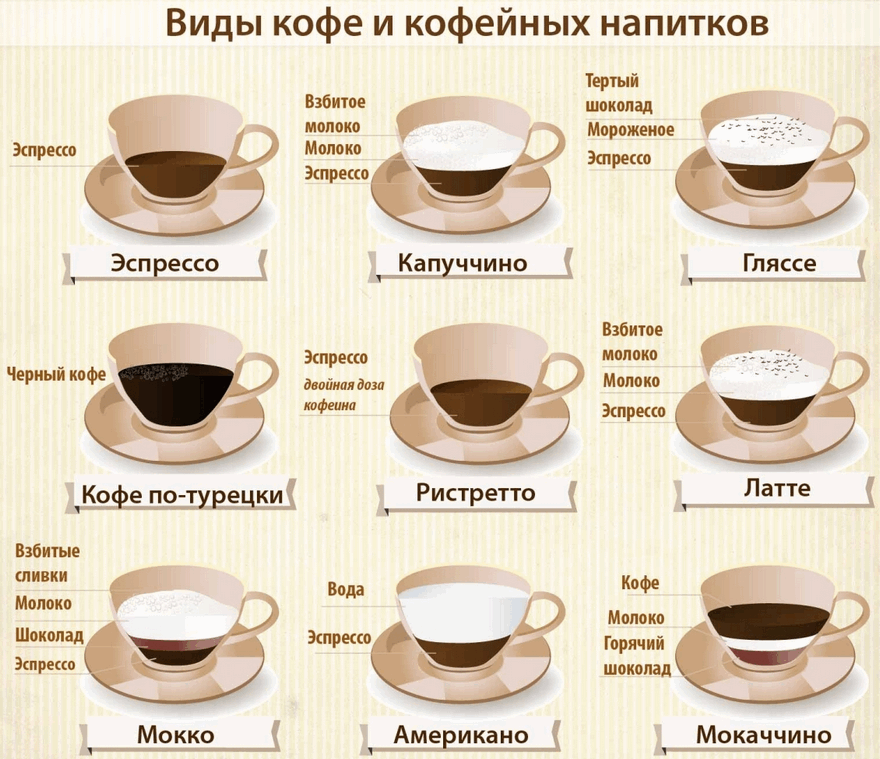 Виды кофе и кофейных напитков
Эспрессо
Эспрессо
Взбитое
молоко
Молоко
Эспрессо
Капуччино
Тертый
шоколад
Мороженое
Эспрессо
Гляссе
Черный кофе
Кофе по-турецки
Эспрессо
двойная доза
кофеина
Ристретто
Взбитое
молоко
Молоко
Эспрессо
Латте
Взбитые
сливки
Молоко
Шоколад
Эспрессо
Мокко
Вода
Эспрессо
Американо
Кофе
Молоко
Горячий
шоколад
Мокаччино